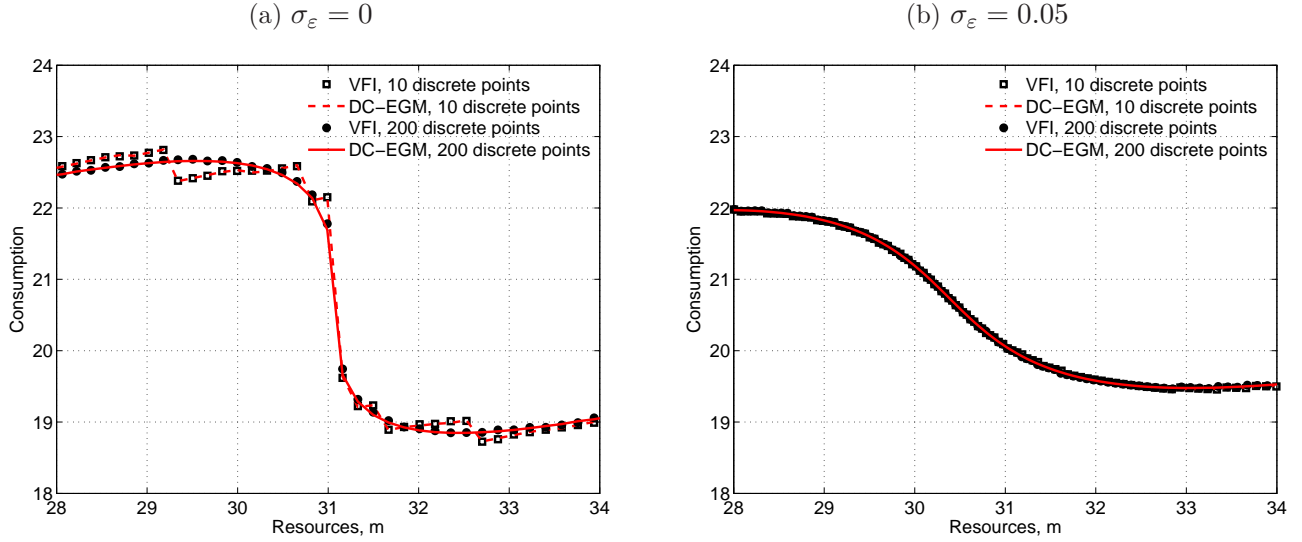 (a) σ_ε = 0
24
23
22
21
20
19
18
28 29 30 31 32 33 34
Consumption
Resources, m
VFI, 10 discrete points
DC−EGM, 10 discrete points
VFI, 200 discrete points
DC−EGM, 200 discrete points
(b) σ_ε = 0.05
24
23
22
21
20
19
18
28 29 30 31 32 33 34
Consumption
Resources, m
VFI, 10 discrete points
DC−EGM, 10 discrete points
VFI, 200 discrete points
DC−EGM, 200 discrete points